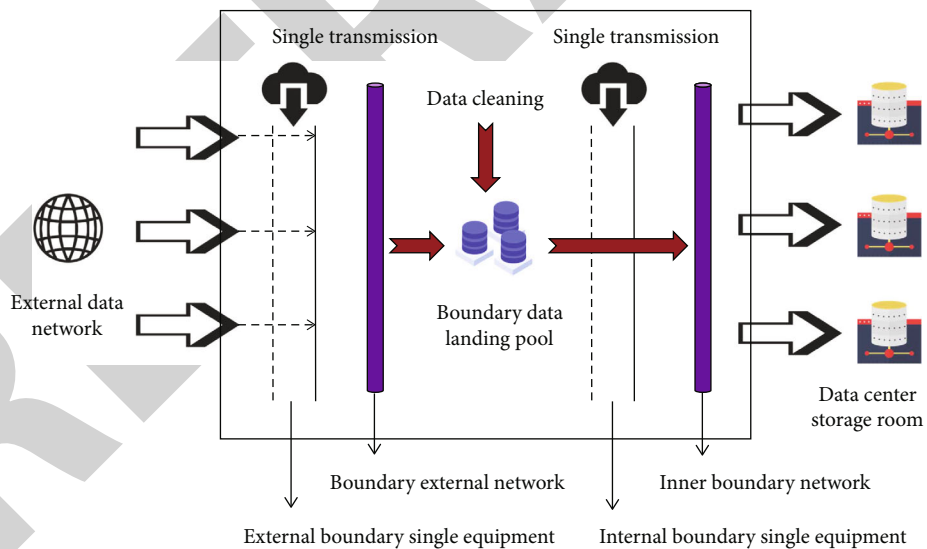 Single transmission
Single transmission
Data cleaning
External data
network
Boundary data
landing pool
Data center
storage room
Boundary external network
Inner boundary network
External boundary single equipment
Internal boundary single equipment